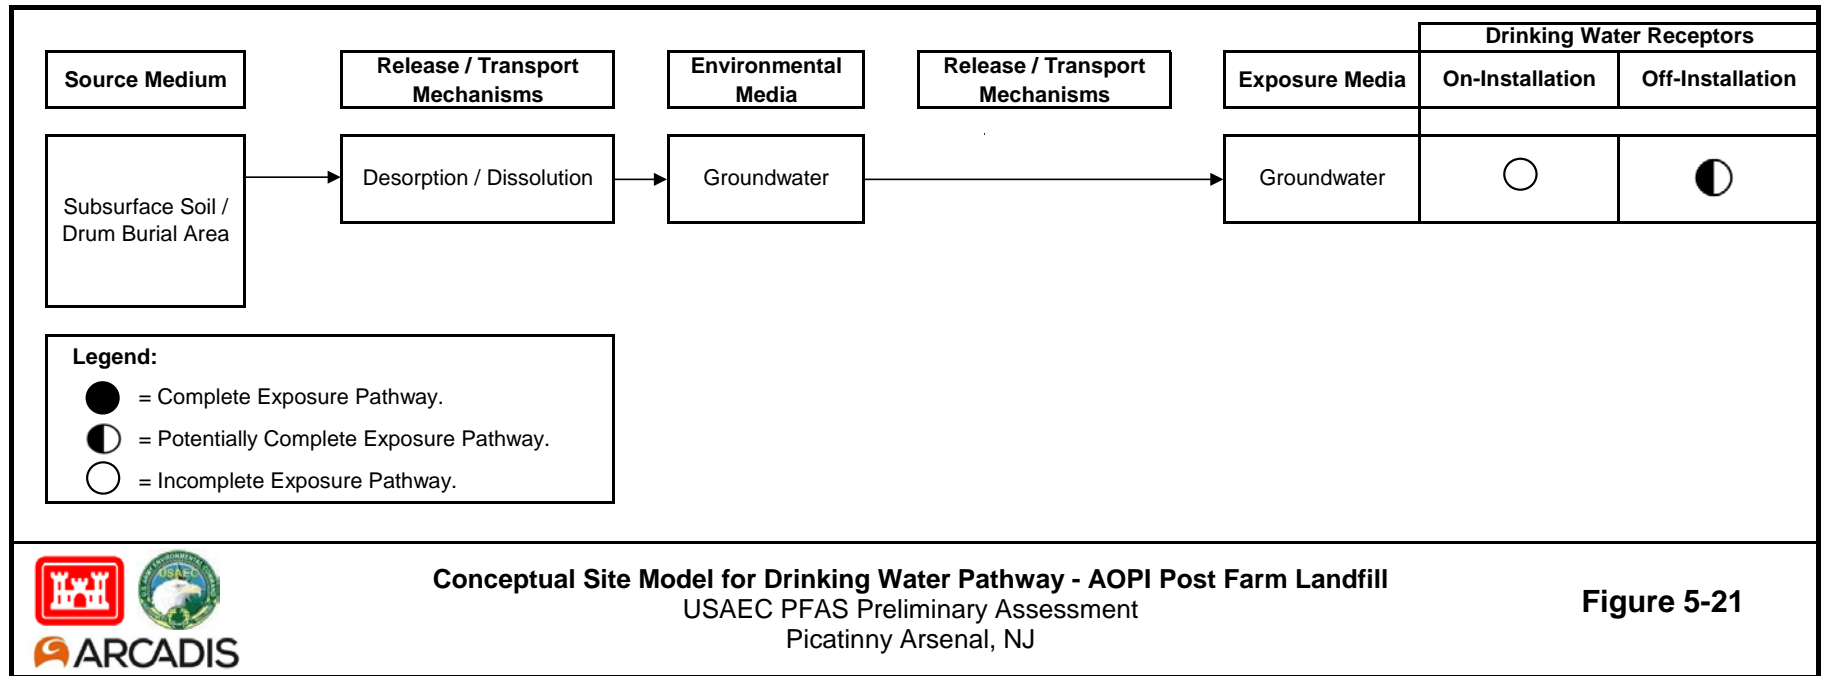 Drinking Water Receptors
Source Medium
Release / Transport
Mechanisms
Environmental
Media
Release / Transport
Mechanisms
Exposure Media
On-Installation
Off-Installation
Subsurface Soil /
Drum Burial Area
Desorption / Dissolution
Groundwater
Groundwater
Legend:
= Complete Exposure Pathway.
= Potentially Complete Exposure Pathway.
= Incomplete Exposure Pathway.
USAEC
ARCADIS
Conceptual Site Model for Drinking Water Pathway - AOPI Post Farm Landfill
USAEC PFAS Preliminary Assessment
Picatinny Arsenal, NJ
Figure 5-21